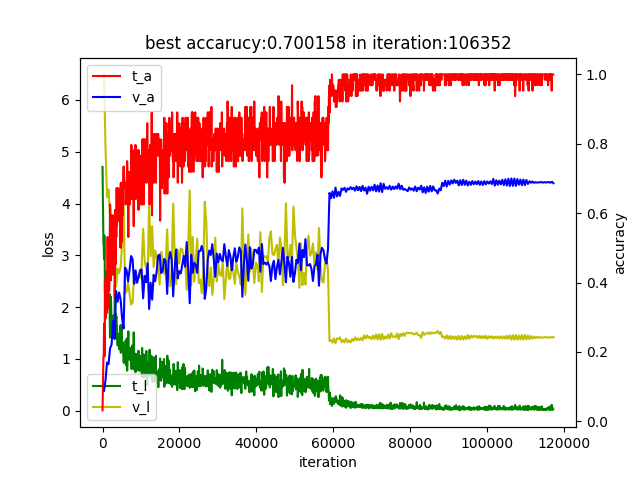 best accarucy:0.700158 in iteration:106352
t_a
v_a
t_l
v_l
6
5
4
3
2
1
0
loss
1.0
0.8
0.6
0.4
0.2
0.0
accuracy
0 20000 40000 60000 80000 100000 120000
iteration